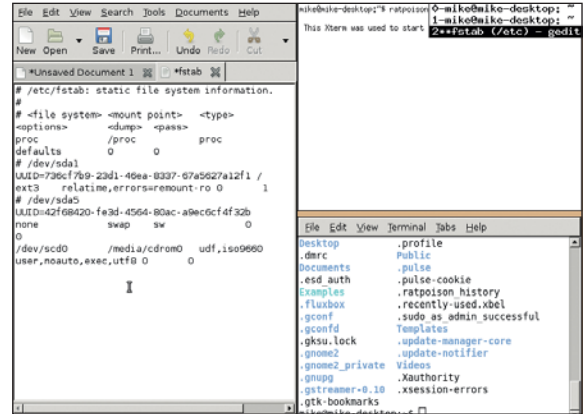 File Edit View Search Tools Documents Help
New Open Save Print... Undo Redo Cut
*Unsaved Document 1 *fstab
# /etc/fstab: static file system information.
#
# <file system> <mount point> <type>
<options> <dump> <pass>
proc /proc proc
defaults 0 0
# /dev/sda1
UUID=736cf7b9-23d1-46ea-8337-67a5627a12f1 /
ext3 relatime,errors=remount-ro 0 1
# /dev/sda5
UUID=42f68420-fe3d-4564-80ac-a9ec6cf4f32b
none swap sw 0
0
/dev/scd0 /media/cdrom0 udf,iso9660
user,noauto,exec,utf8 0 0
mike@mike-desktop:~$ ratpoison
This Xterm was used to start
0-mike@mike-desktop: ~
1-mike@mike-desktop: ~
2**fstab (/etc) - gedit
File Edit View Terminal Tabs Help
Desktop .profile
.dmrc Public
Documents .pulse
.esd_auth .pulse-cookie
Examples .ratpoison_history
.fluxbox .recently-used.xbel
.gconf .sudo_as_admin_successful
.gconfd Templates
.gksu.lock .update-manager-core
.gnome2 .update-notifier
.gnome2_private Videos
.gnupg .Xauthority
.gstreamer-0.10 .xsession-errors
.gtk-bookmarks
mike@mike-desktop:~$